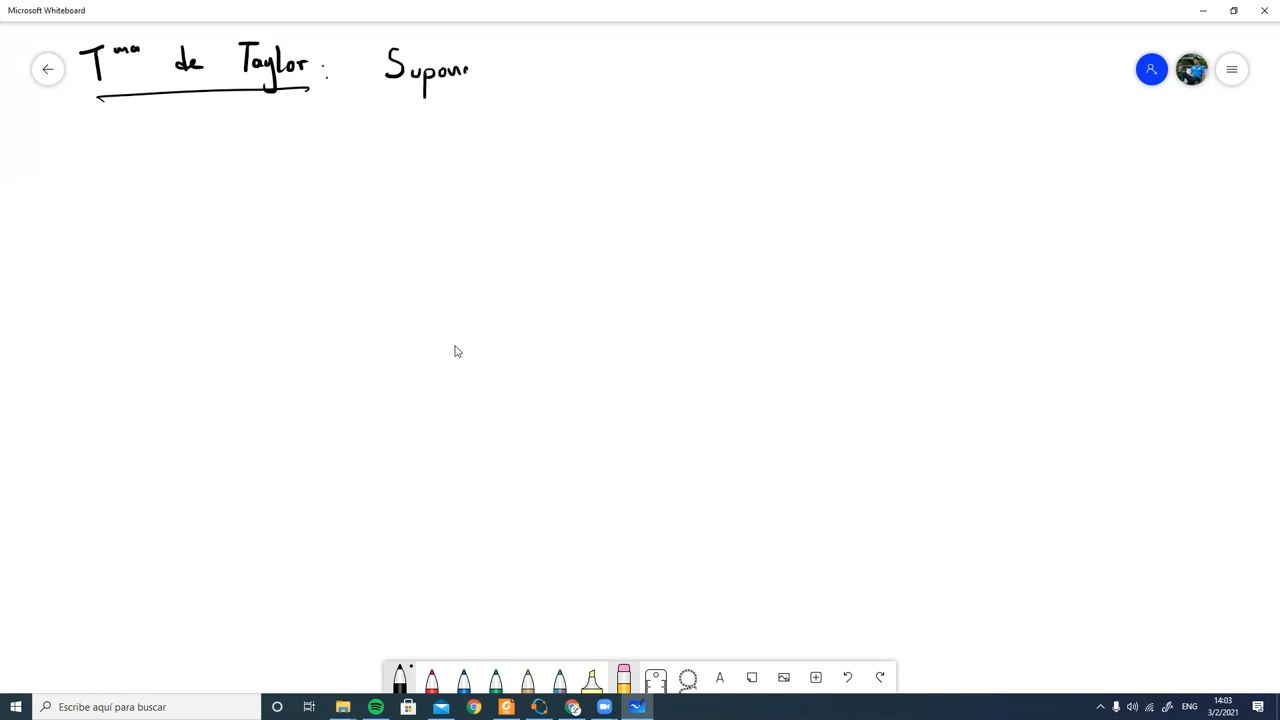 Microsoft Whiteboard
Tma de Taylor: Supon
A
Escribe aquí para buscar
ENG
14:03
3/2/2021